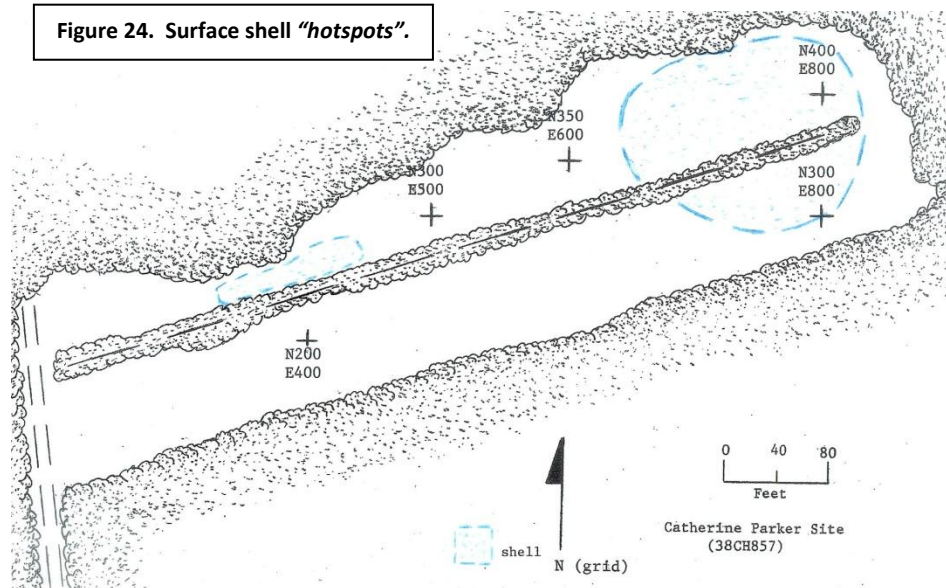 Figure 24. Surface shell "hotspots".
N400
E800
N350
E600
N300
E500
N300
E800
N200
E400
0 40 80
Feet
Catherine Parker Site
(38CH857)
shell
N (grid)